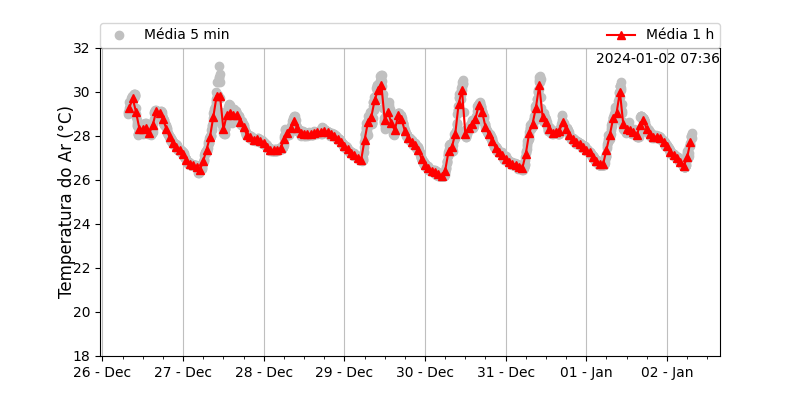 Média 5 min
Média 1 h
2024-01-02 07:36
Temperatura do Ar (°C)
32
30
28
26
24
22
20
18
26 - Dec
27 - Dec
28 - Dec
29 - Dec
30 - Dec
31 - Dec
01 - Jan
02 - Jan